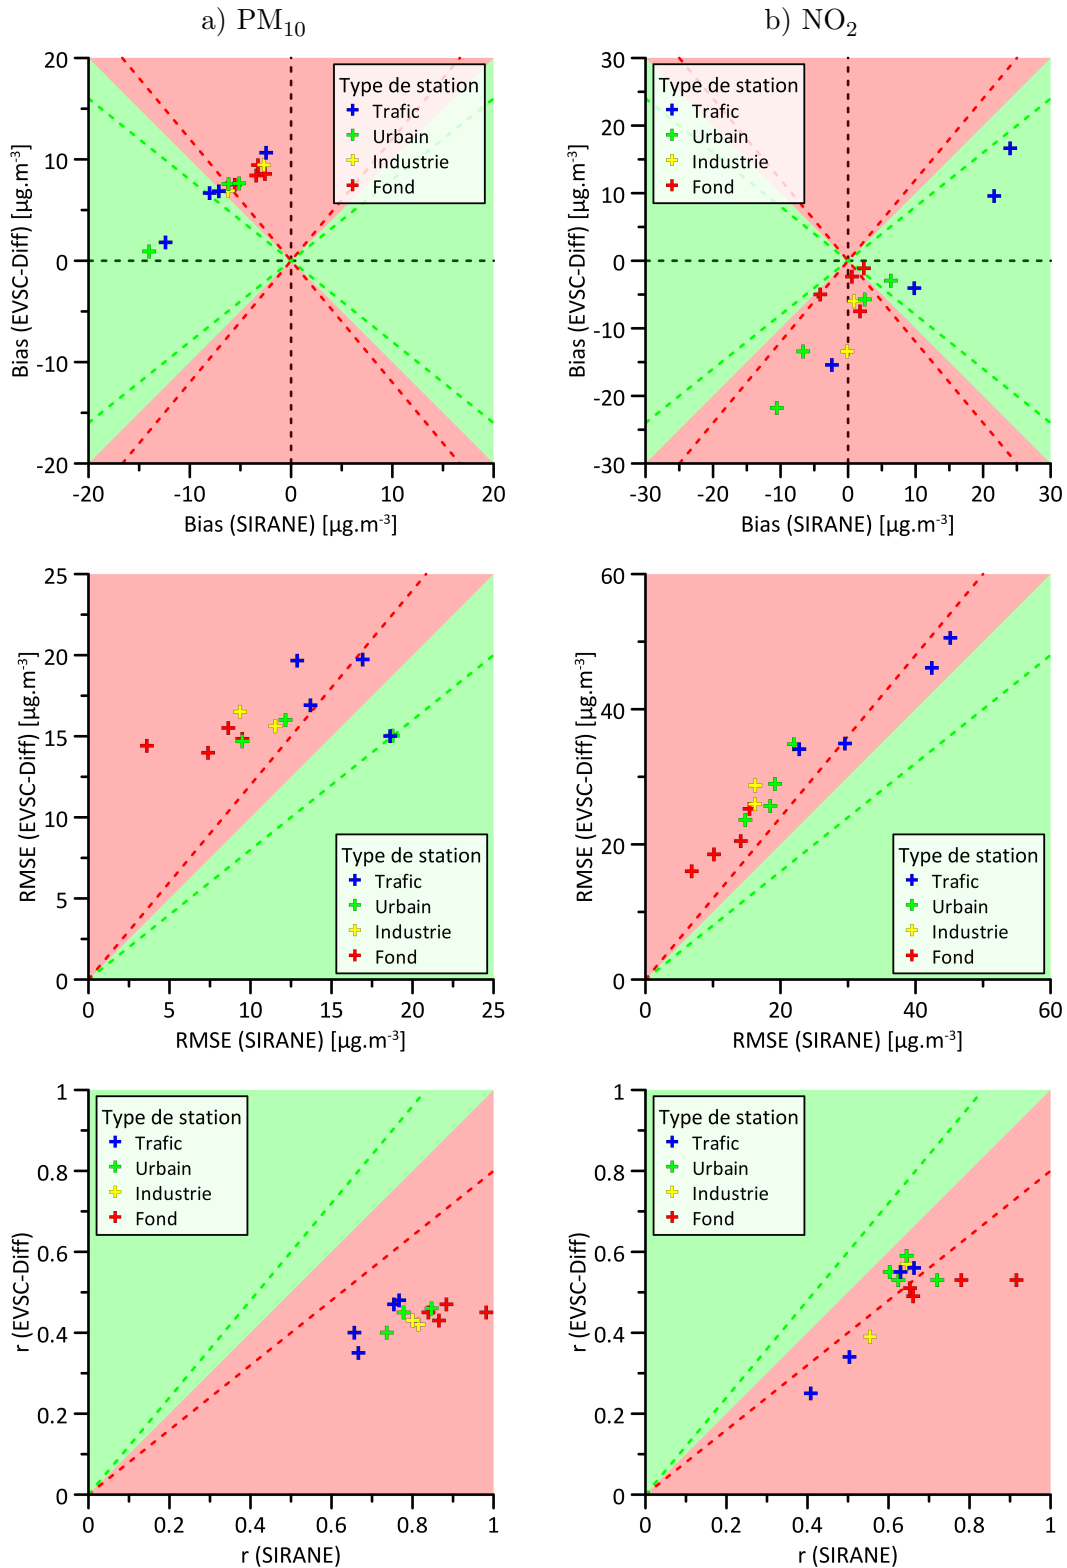 a) PM10
b) NO2
Bias (EVSC-Diff) [µg.m-3]
20
10
0
-10
-20
Type de station
Trafic
Urbain
Industrie
Fond
-20
-10
0
10
20
Bias (SIRANE) [µg.m-3]
Bias (EVSC-Diff) [µg.m-3]
30
20
10
0
-10
-20
-30
Type de station
Trafic
Urbain
Industrie
Fond
-30
-20
-10
0
10
20
30
Bias (SIRANE) [µg.m-3]
RMSE (EVSC-Diff) [µg.m-3]
25
20
15
10
5
0
Type de station
Trafic
Urbain
Industrie
Fond
0
5
10
15
20
25
RMSE (SIRANE) [µg.m-3]
RMSE (EVSC-Diff) [µg.m-3]
60
40
20
0
Type de station
Trafic
Urbain
Industrie
Fond
0
20
40
60
RMSE (SIRANE) [µg.m-3]
r (EVSC-Diff)
1
0.8
0.6
0.4
0.2
0
Type de station
Trafic
Urbain
Industrie
Fond
0
0.2
0.4
0.6
0.8
1
r (SIRANE)
r (EVSC-Diff)
1
0.8
0.6
0.4
0.2
0
Type de station
Trafic
Urbain
Industrie
Fond
0
0.2
0.4
0.6
0.8
1
r (SIRANE)